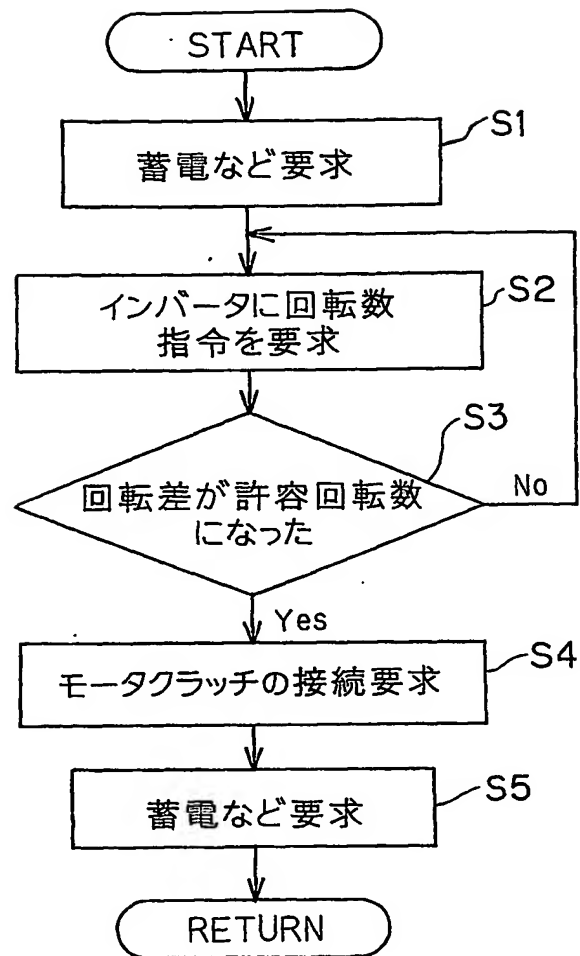 START
S1
蓄電など要求
S2
インバータに回転数
指令を要求
S3
回転差が許容回転数
になった
No
Yes
S4
モータクラッチの接続要求
S5
蓄電など要求
RETURN